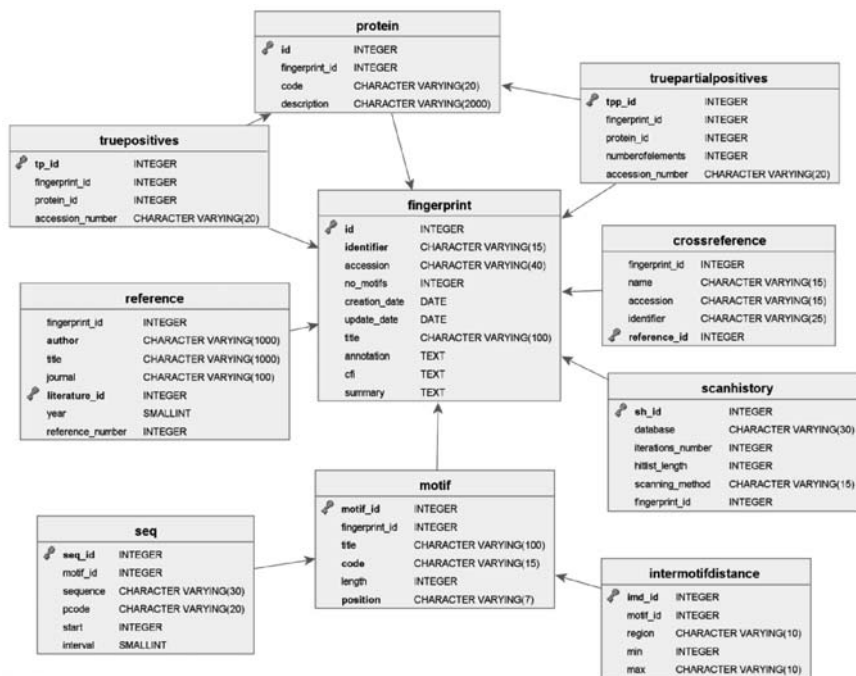 protein
id INTEGER
fingerprint_id INTEGER
code CHARACTER VARYING(20)
description CHARACTER VARYING(2000)
truepartialpositives
tpp_id INTEGER
fingerprint_id INTEGER
protein_id INTEGER
numberofelements INTEGER
accession_number CHARACTER VARYING(20)
truepositives
tp_id INTEGER
fingerprint_id INTEGER
protein_id INTEGER
accession_number CHARACTER VARYING(20)
fingerprint
id INTEGER
identifier CHARACTER VARYING(15)
accession CHARACTER VARYING(40)
no_motifs INTEGER
creation_date DATE
update_date DATE
title CHARACTER VARYING(100)
annotation TEXT
cfi TEXT
summary TEXT
crossreference
fingerprint_id INTEGER
name CHARACTER VARYING(15)
accession CHARACTER VARYING(15)
identifier CHARACTER VARYING(25)
reference_id INTEGER
reference
fingerprint_id INTEGER
author CHARACTER VARYING(1000)
title CHARACTER VARYING(1000)
journal CHARACTER VARYING(100)
literature_id INTEGER
year SMALLINT
reference_number INTEGER
scanhistory
sh_id INTEGER
database CHARACTER VARYING(30)
iterations_number INTEGER
hitlist_length INTEGER
scanning_method CHARACTER VARYING(15)
fingerprint_id INTEGER
motif
motif_id INTEGER
fingerprint_id INTEGER
title CHARACTER VARYING(100)
code CHARACTER VARYING(15)
length INTEGER
position CHARACTER VARYING(7)
seq
seq_id INTEGER
motif_id INTEGER
sequence CHARACTER VARYING(30)
pcode CHARACTER VARYING(20)
start INTEGER
interval SMALLINT
intermotifdistance
imd_id INTEGER
motif_id INTEGER
region CHARACTER VARYING(10)
min INTEGER
max CHARACTER VARYING(10)